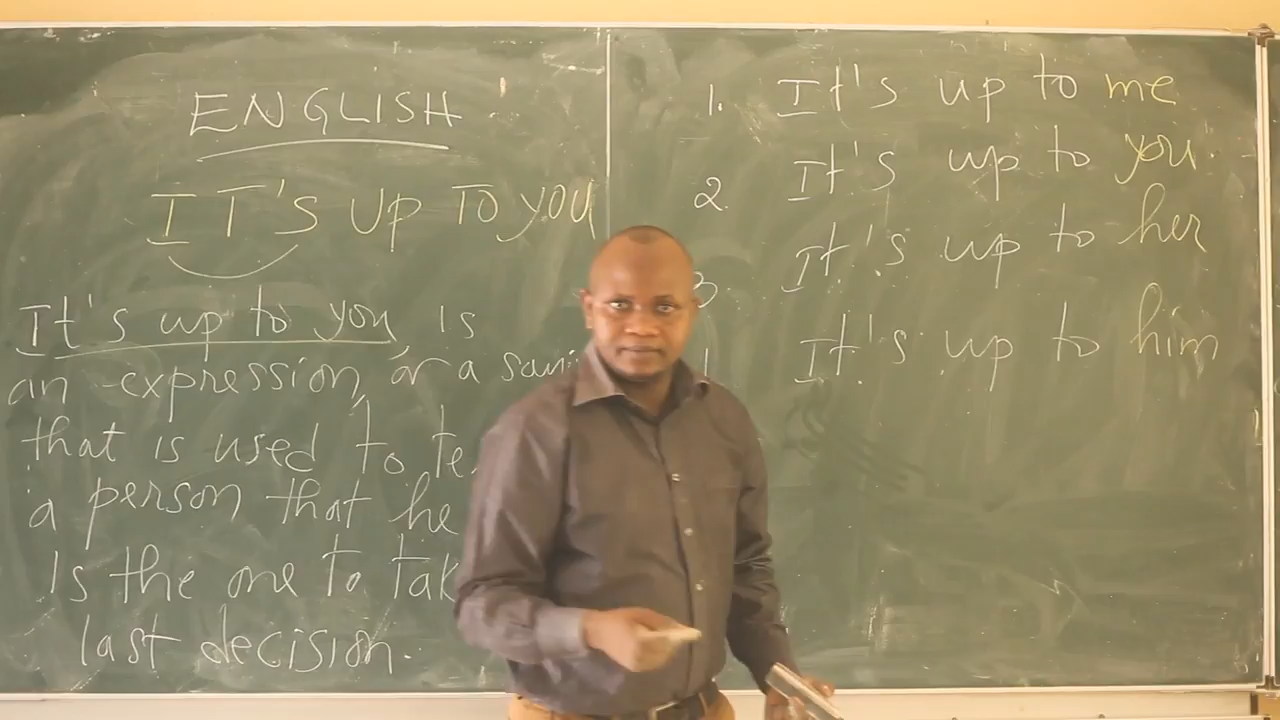 ENGLISH
IT'S UP TO YOU
It's up to you, is
an expression, or a
that is used to
a person that he
is the one to
last decision.
1. It's up to me
2. It's up to you.
3 It's up to her
It's up to him